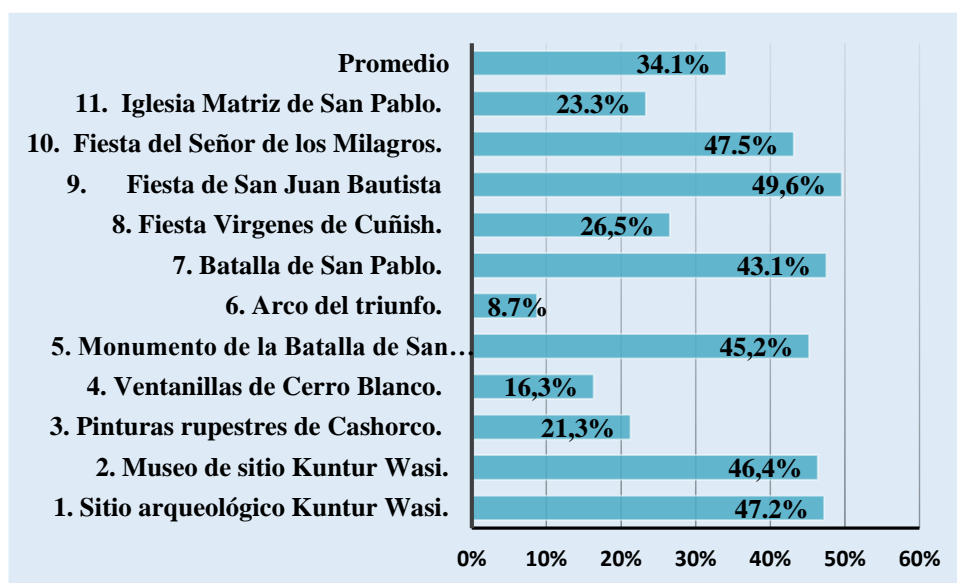 Promedio 34.1%
11. Iglesia Matriz de San Pablo. 23.3%
10. Fiesta del Señor de los Milagros. 47.5%
9. Fiesta de San Juan Bautista 49,6%
8. Fiesta Virgenes de Cuñish. 26,5%
7. Batalla de San Pablo. 43.1%
6. Arco del triunfo. 8.7%
5. Monumento de la Batalla de San… 45,2%
4. Ventanillas de Cerro Blanco. 16,3%
3. Pinturas rupestres de Cashorco. 21,3%
2. Museo de sitio Kuntur Wasi. 46,4%
1. Sitio arqueológico Kuntur Wasi. 47.2%
0% 10% 20% 30% 40% 50% 60%